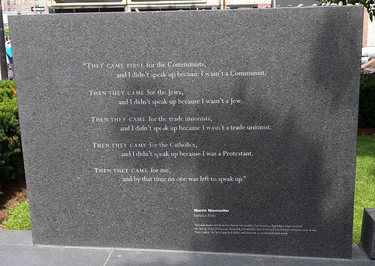 "THEY CAME FIRST for the Communists,
and I didn't speak up because I wasn't a Communist.
THEN THEY CAME for the Jews,
and I didn't speak up because I wasn't a Jew.
THEN THEY CAME for the trade unionists,
and I didn't speak up because I wasn't a trade unionist.
THEN THEY CAME for the Catholics,
and I didn't speak up because I was a Protestant.
THEN THEY CAME for me,
and by that time no one was left to speak up."
Martin Niemoeller